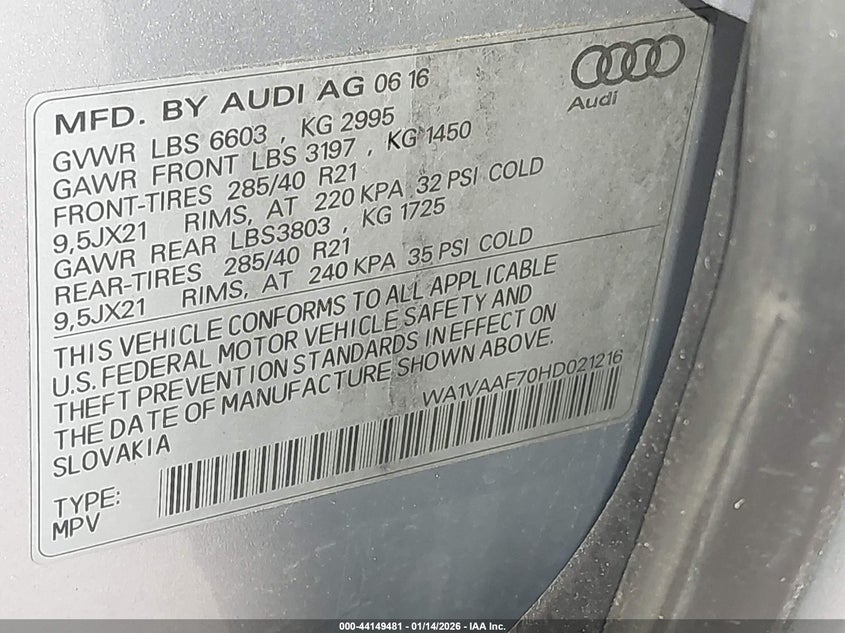 MFD. BY AUDI AG 06 16
Audi
GVWR LBS 6603 , KG 2995
GAWR FRONT LBS 3197 , KG 1450
FRONT-TIRES 285/40 R21
9,5JX21 RIMS, AT 220 KPA 32 PSI COLD
GAWR REAR LBS3803 , KG 1725
REAR-TIRES 285/40 R21
9,5JX21 RIMS, AT 240 KPA 35 PSI COLD
THIS VEHICLE CONFORMS TO ALL APPLICABLE
U.S. FEDERAL MOTOR VEHICLE SAFETY AND
THEFT PREVENTION STANDARDS IN EFFECT ON
THE DATE OF MANUFACTURE SHOWN ABOVE.
SLOVAKIA
WA1VAAF70HD021216
TYPE:
MPV
000-44149481 - 01/14/2026 - IAA Inc.